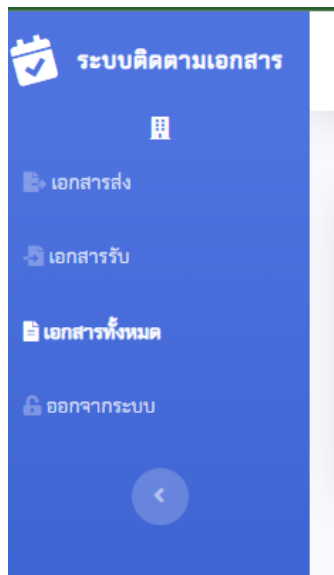 ระบบติดตามเอกสาร
เอกสารส่ง
เอกสารรับ
เอกสารทั้งหมด
ออกจากระบบ